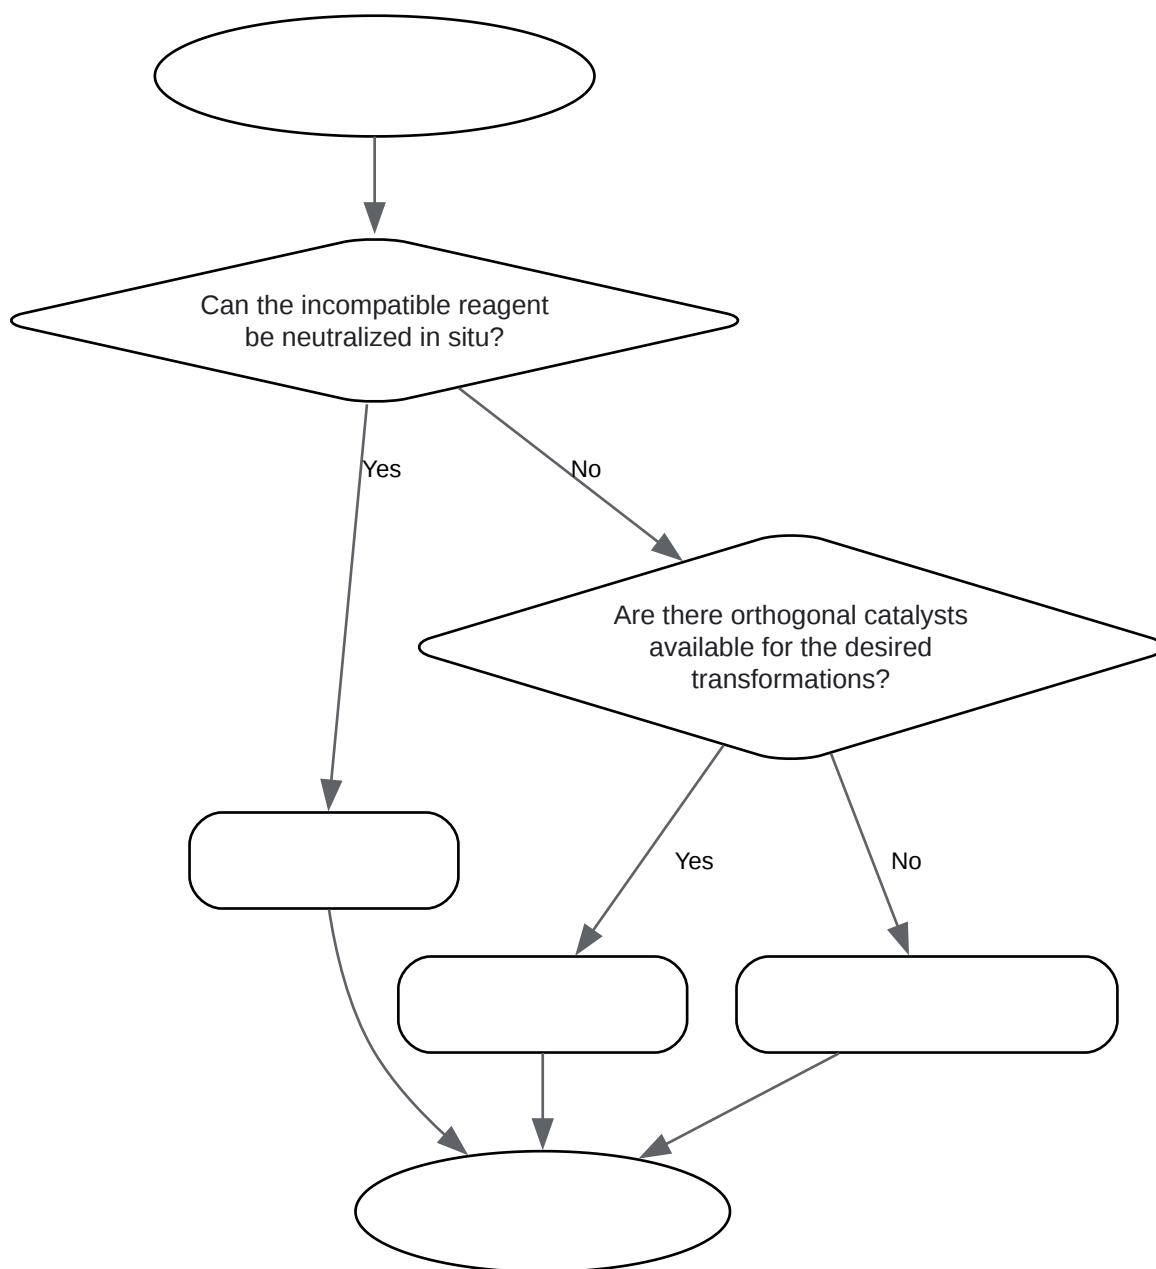 Can the incompatible reagent
be neutralized in situ?
Yes
No
Are there orthogonal catalysts
available for the desired
transformations?
Yes
No